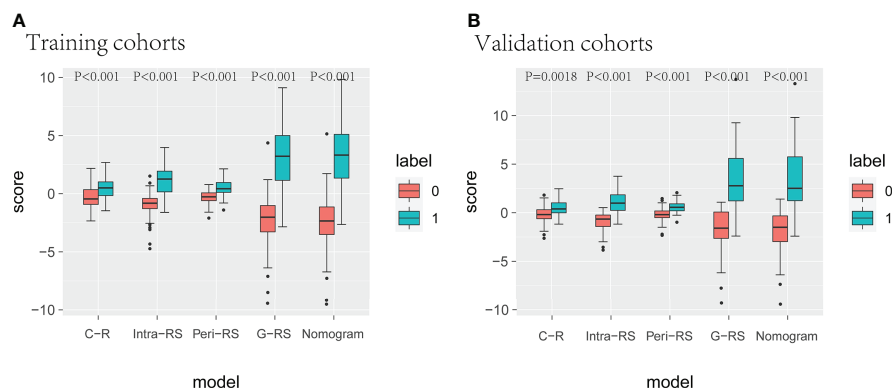 A
Training cohorts
P<0.001 P<0.001 P<0.001 P<0.001 P<0.001
10
5
0
−5
−10
score
C−R Intra−RS Peri−RS G−RS Nomogram
model
label
0
1
B
Validation cohorts
P=0.0018 P<0.001 P<0.001 P<0.001 P<0.001
10
5
0
−5
−10
score
C−R Intra−RS Peri−RS G−RS Nomogram
model
label
0
1